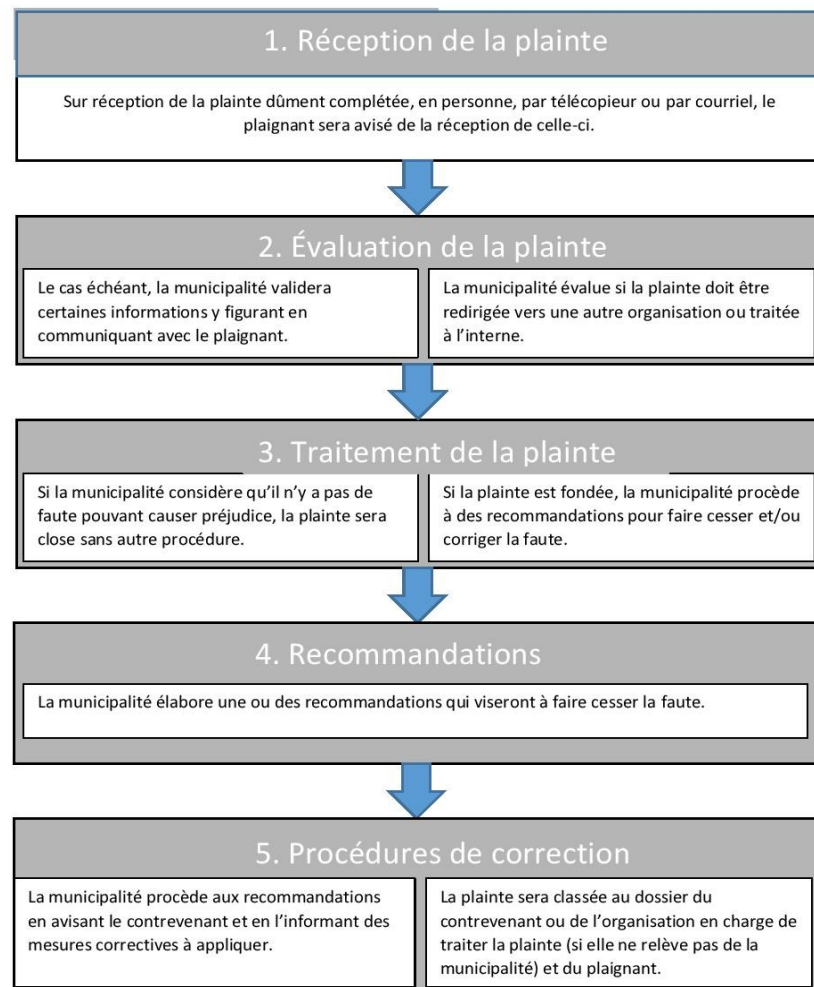 1. Réception de la plainte
Sur réception de la plainte dûment complétée, en personne, par télécopieur ou par courriel, le
plaignant sera avisé de la réception de celle-ci.
2. Évaluation de la plainte
Le cas échéant, la municipalité validera
certaines informations y figurant en
communiquant avec le plaignant.
La municipalité évalue si la plainte doit être
redirigée vers une autre organisation ou traitée
à l'interne.
3. Traitement de la plainte
Si la municipalité considère qu'il n'y a pas de
faute pouvant causer préjudice, la plainte sera
close sans autre procédure.
Si la plainte est fondée, la municipalité procède
à des recommandations pour faire cesser et/ou
corriger la faute.
4. Recommandations
La municipalité élabore une ou des recommandations qui viseront à faire cesser la faute.
5. Procédures de correction
La municipalité procède aux recommandations
en avisant le contrevenant et en l'informant des
mesures correctives à appliquer.
La plainte sera classée au dossier du
contrevenant ou de l'organisation en charge de
traiter la plainte (si elle ne relève pas de la
municipalité) et du plaignant.